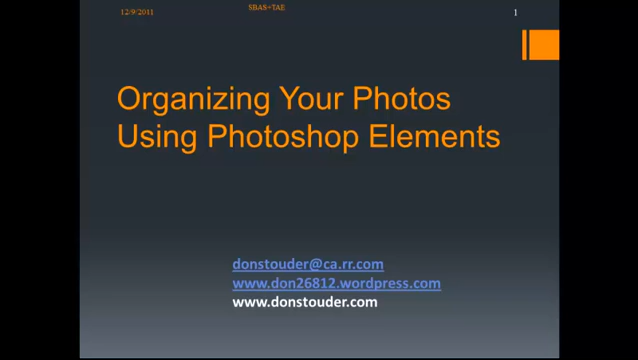 12/9/2011
SBAS+TAE
1
Organizing Your Photos
Using Photoshop Elements
donstouder@ca.rr.com
www.don26812.wordpress.com
www.donstouder.com